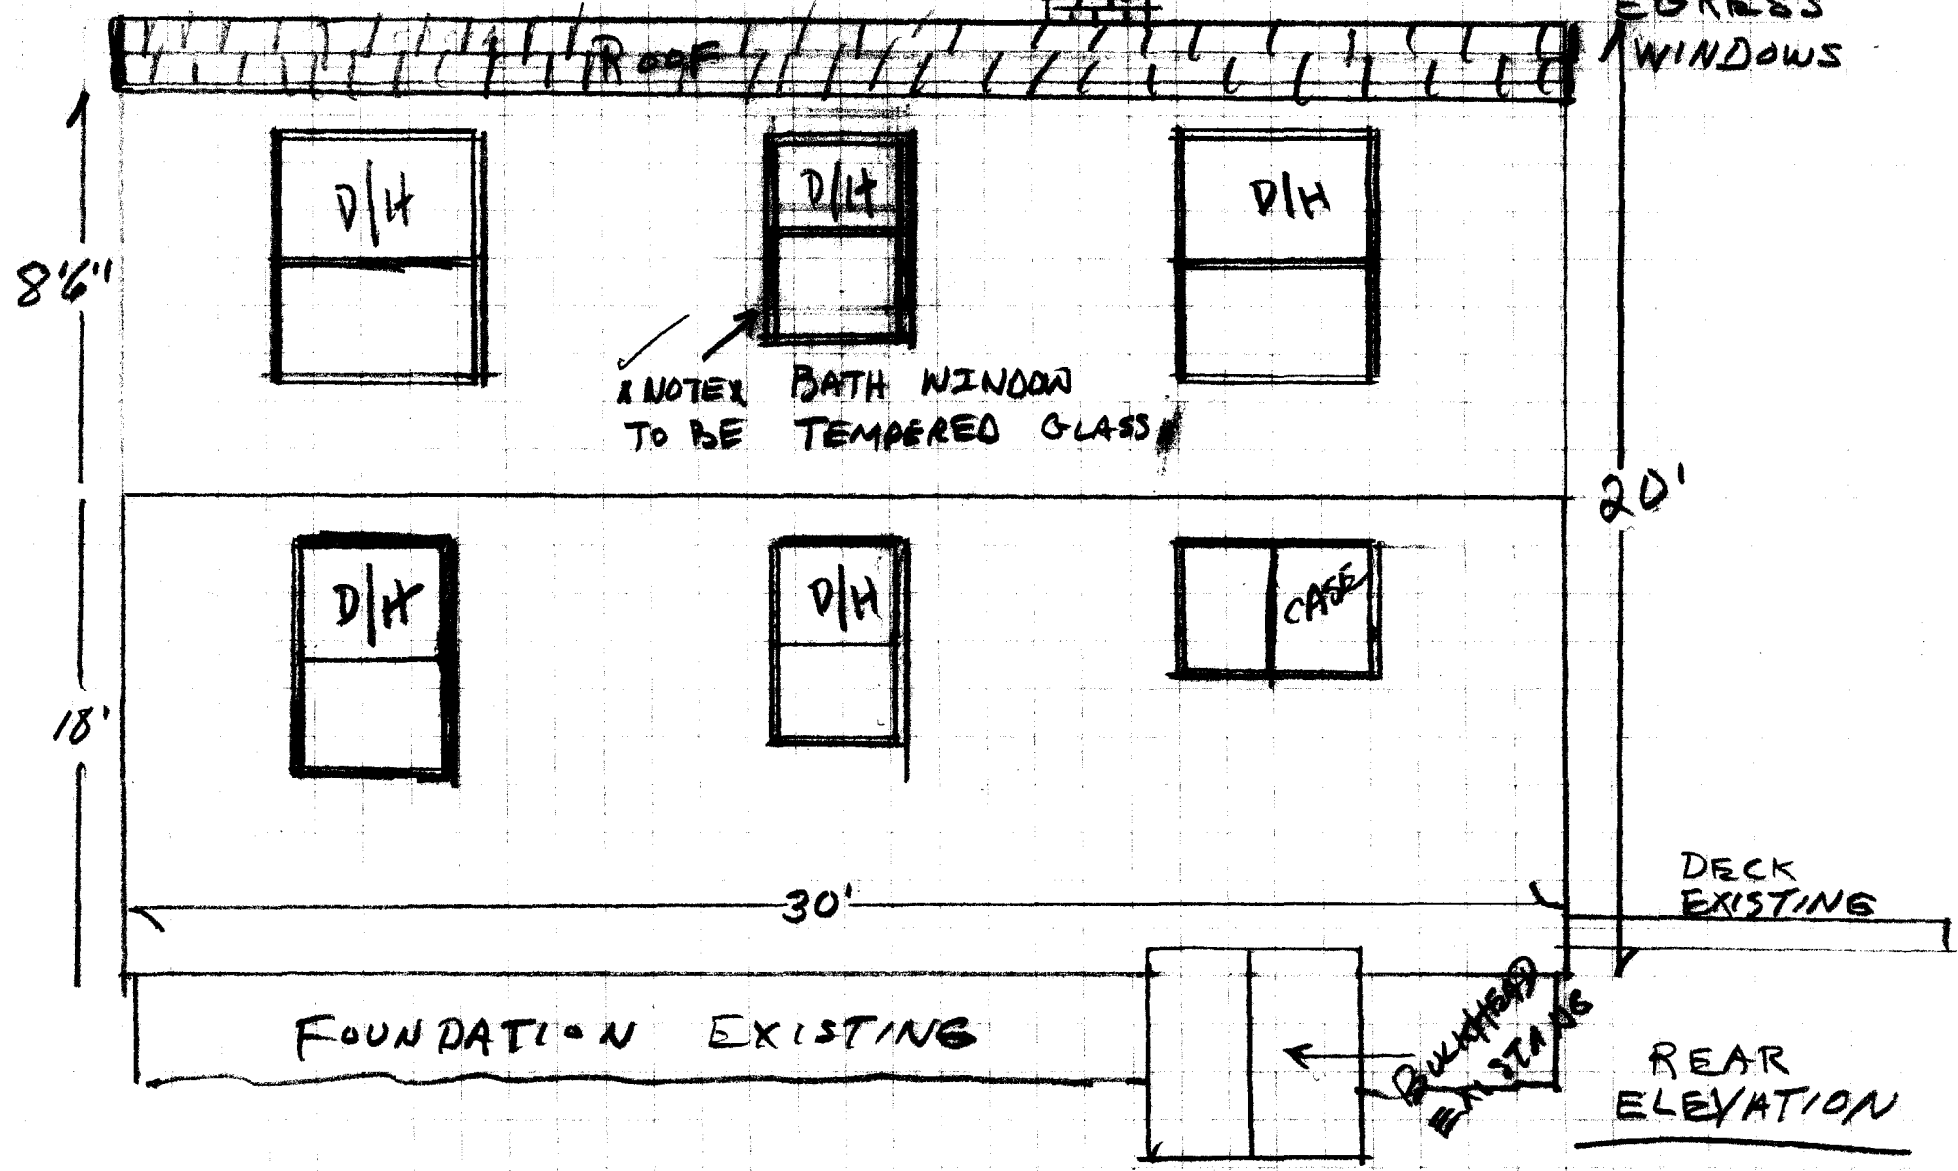 EGRESS
WINDOWS
ROOF
D/H
D/H
D/H
8'6"
x NOTE x BATH WINDOW
TO BE TEMPERED GLASS
20'
D/H
D/H
CASE
18'
30'
DECK
EXISTING
FOUNDATION EXISTING
BULKHEAD
EXISTING
REAR
ELEVATION